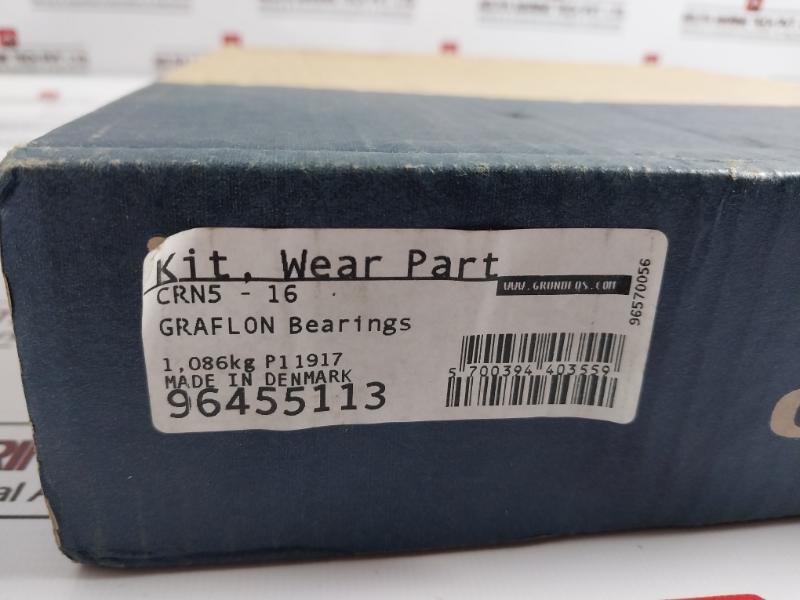 Kit, Wear Part
WWW.GRUNDFOS.COM
CRN5 - 16
GRAFLON Bearings
1,086kg P11917
MADE IN DENMARK
96455113
5 700394 403559
96570056